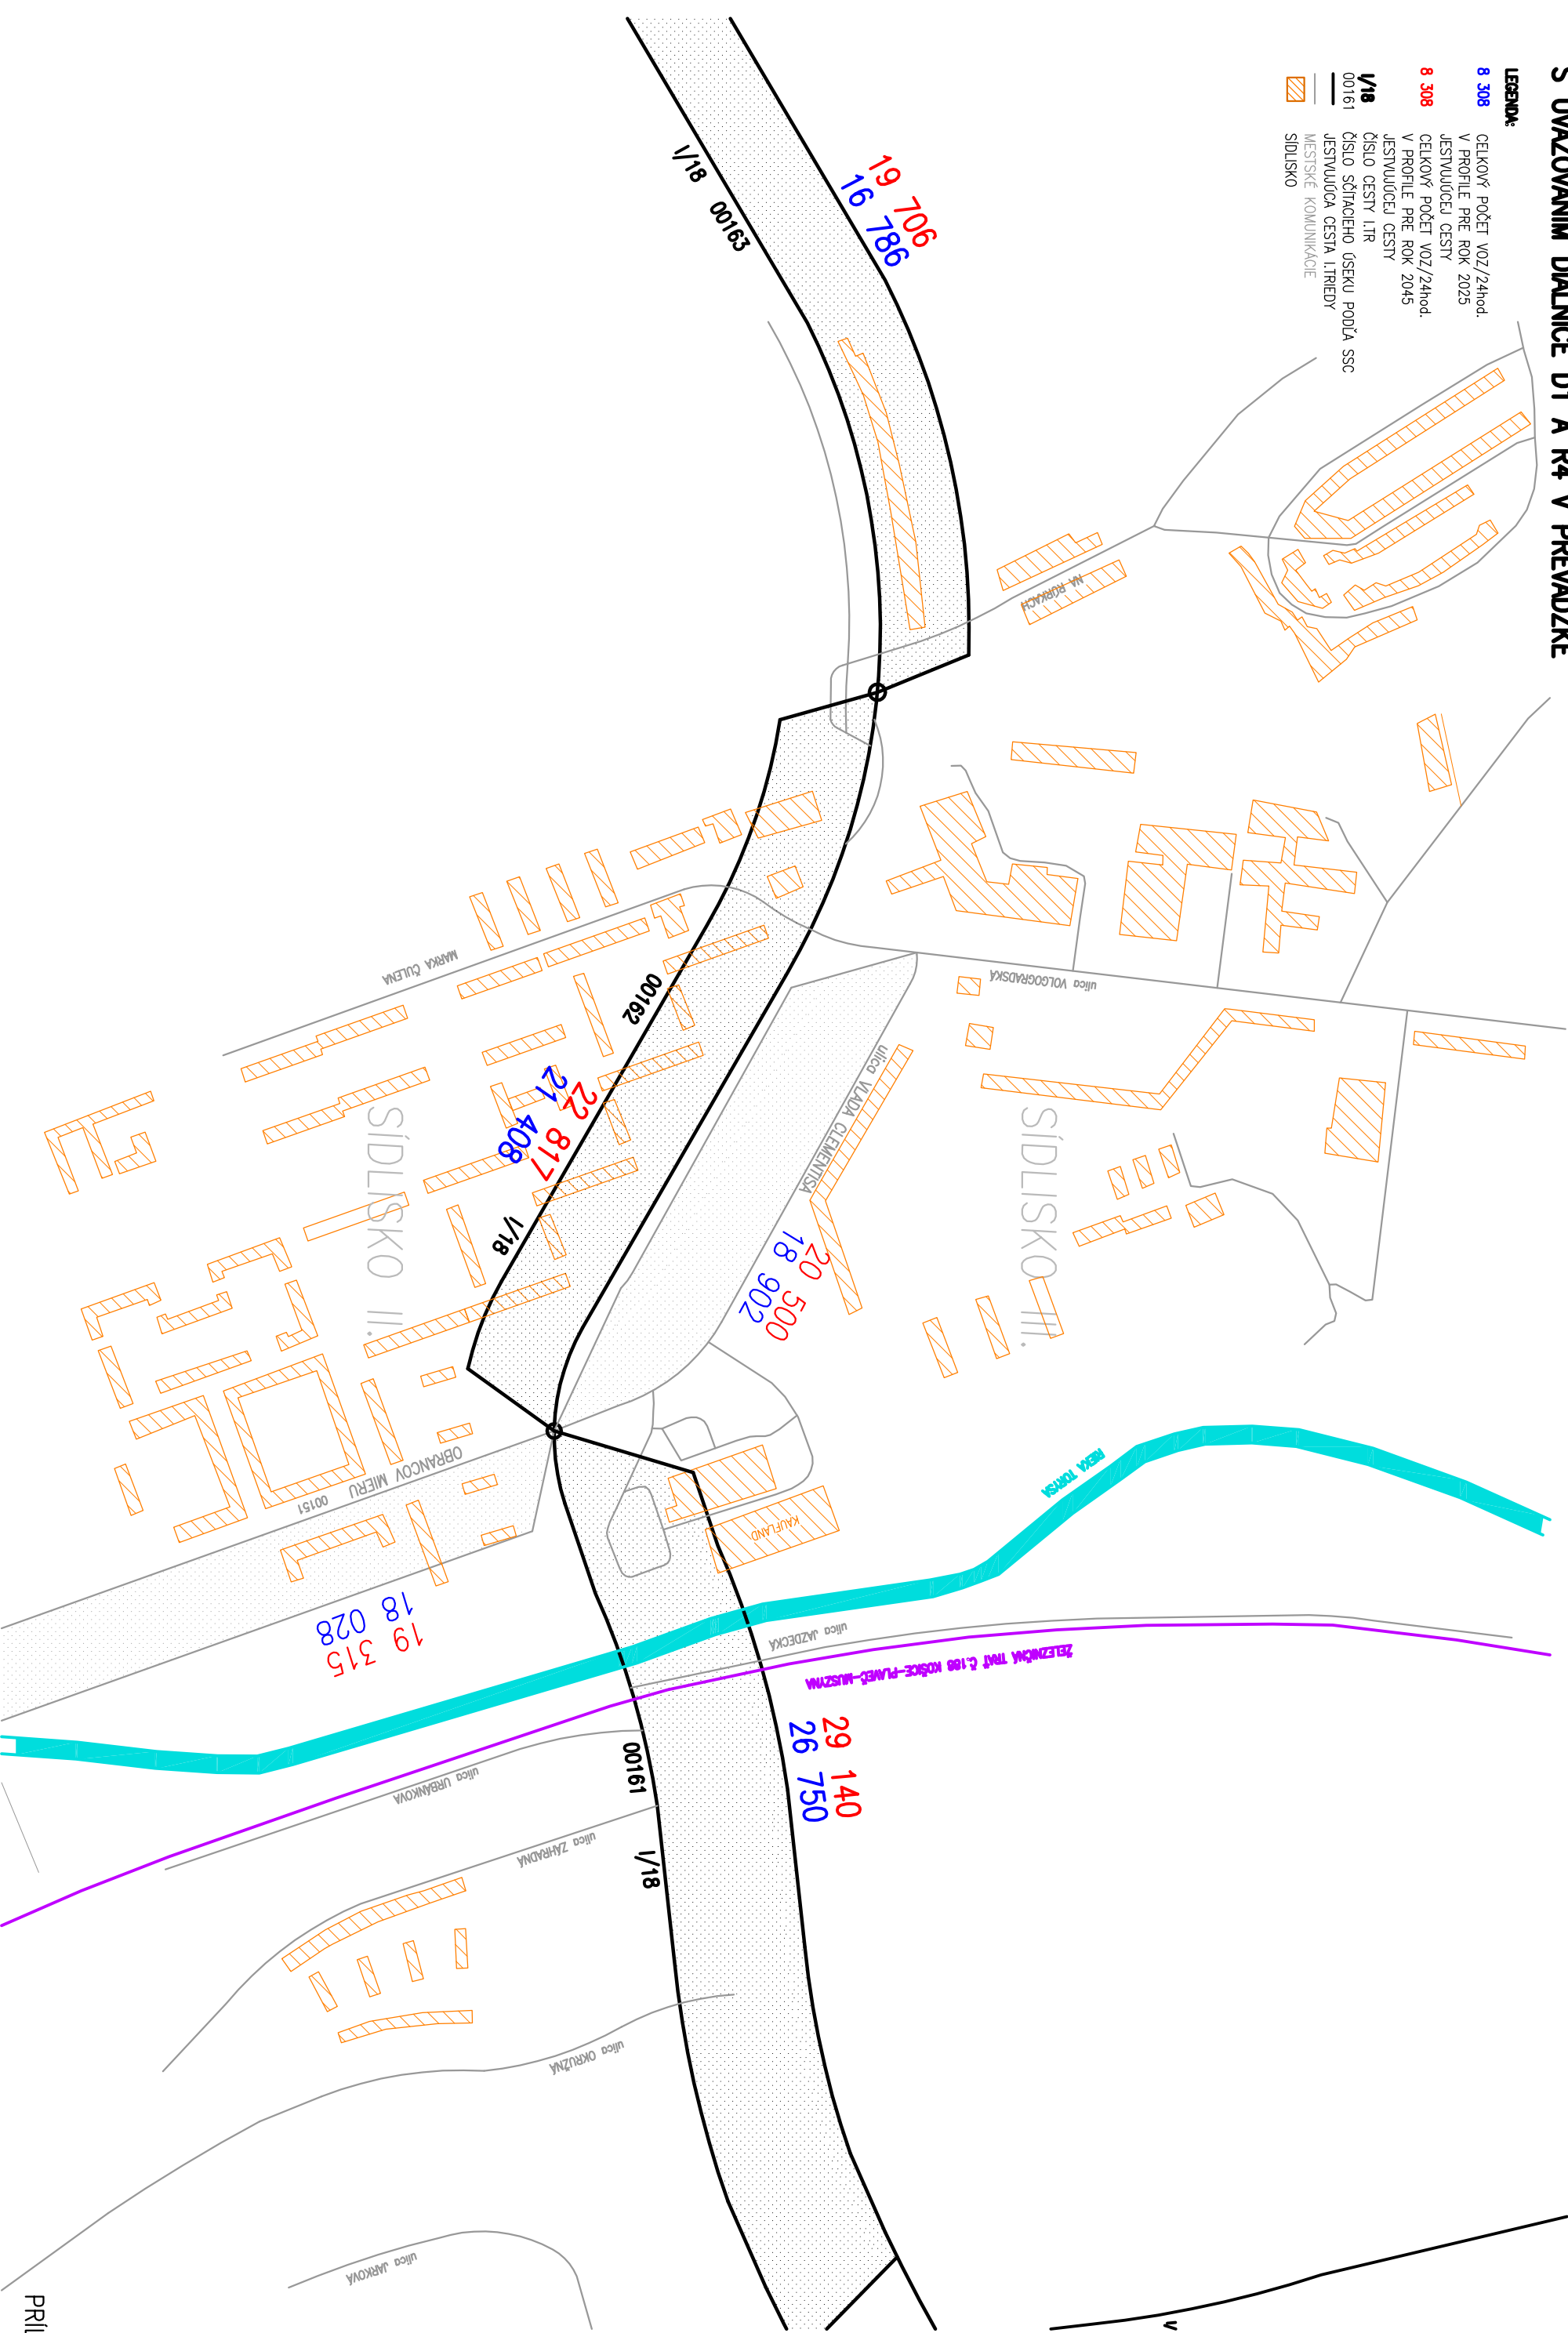 S UVAŽOVANÍM DIAĽNICE D1 A R4 V PREVÁDZKE
LEGENDA:
8 308 CELKOVÝ POČET VOZ/24hod.
V PROFILE PRE ROK 2025
JESTVUJÚCEJ CESTY
8 308 CELKOVÝ POČET VOZ/24hod.
V PROFILE PRE ROK 2045
JESTVUJÚCEJ CESTY
I/18 ČÍSLO CESTY I.TR
00161 ČÍSLO SČÍTACIEHO ÚSEKU PODĽA SSC
JESTVUJÚCA CESTA I.TRIEDY
MESTSKÉ KOMUNIKÁCIE
SÍDLISKO
19 706
16 786
I/18 00163
NA RÚRKACH
ulica VOLGOGRADSKÁ
MARKA ČULENA
00162
ulica VLADA CLEMENTISA
SÍDLISKO III.
SÍDLISKO II.
22 817
21 408
I/18
20 500
18 902
OBRANCOV MIERU 00151
KAUFLAND
RIEKA TORYSA
18 028
19 315
ulica JAZDECKÁ
ŽELEZNIČNÁ TRAŤ Č.188 KOŠICE-PLAVEČ-MUSZYNA
29 140
26 750
00161
I/18
ulica URBÁNKOVA
ulica ZÁHRADNÁ
ulica OKRUŽNÁ
ulica JARKOVÁ
V
PRÍL